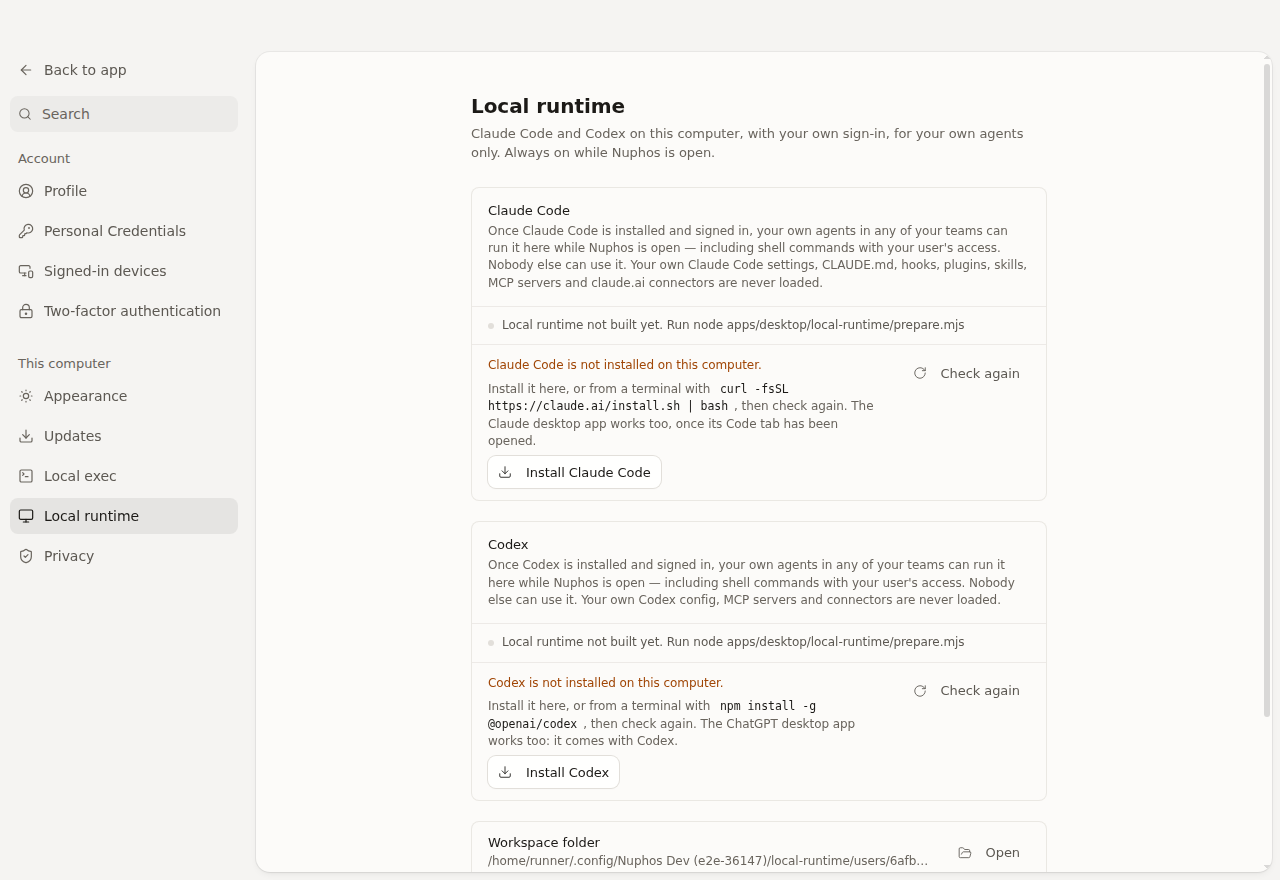 Back to app
Search
Account
Profile
Personal Credentials
Signed-in devices
Two-factor authentication
This computer
Appearance
Updates
Local exec
Local runtime
Privacy
Local runtime
Claude Code and Codex on this computer, with your own sign-in, for your own agents
only. Always on while Nuphos is open.
Claude Code
Once Claude Code is installed and signed in, your own agents in any of your teams can
run it here while Nuphos is open — including shell commands with your user's access.
Nobody else can use it. Your own Claude Code settings, CLAUDE.md, hooks, plugins, skills,
MCP servers and claude.ai connectors are never loaded.
Local runtime not built yet. Run node apps/desktop/local-runtime/prepare.mjs
Claude Code is not installed on this computer.
Check again
Install it here, or from a terminal with curl -fsSL
https://claude.ai/install.sh | bash , then check again. The
Claude desktop app works too, once its Code tab has been
opened.
Install Claude Code
Codex
Once Codex is installed and signed in, your own agents in any of your teams can run it
here while Nuphos is open — including shell commands with your user's access. Nobody
else can use it. Your own Codex config, MCP servers and connectors are never loaded.
Local runtime not built yet. Run node apps/desktop/local-runtime/prepare.mjs
Codex is not installed on this computer.
Check again
Install it here, or from a terminal with npm install -g
@openai/codex , then check again. The ChatGPT desktop app
works too: it comes with Codex.
Install Codex
Workspace folder
/home/runner/.config/Nuphos Dev (e2e-36147)/local-runtime/users/6afb…
Open